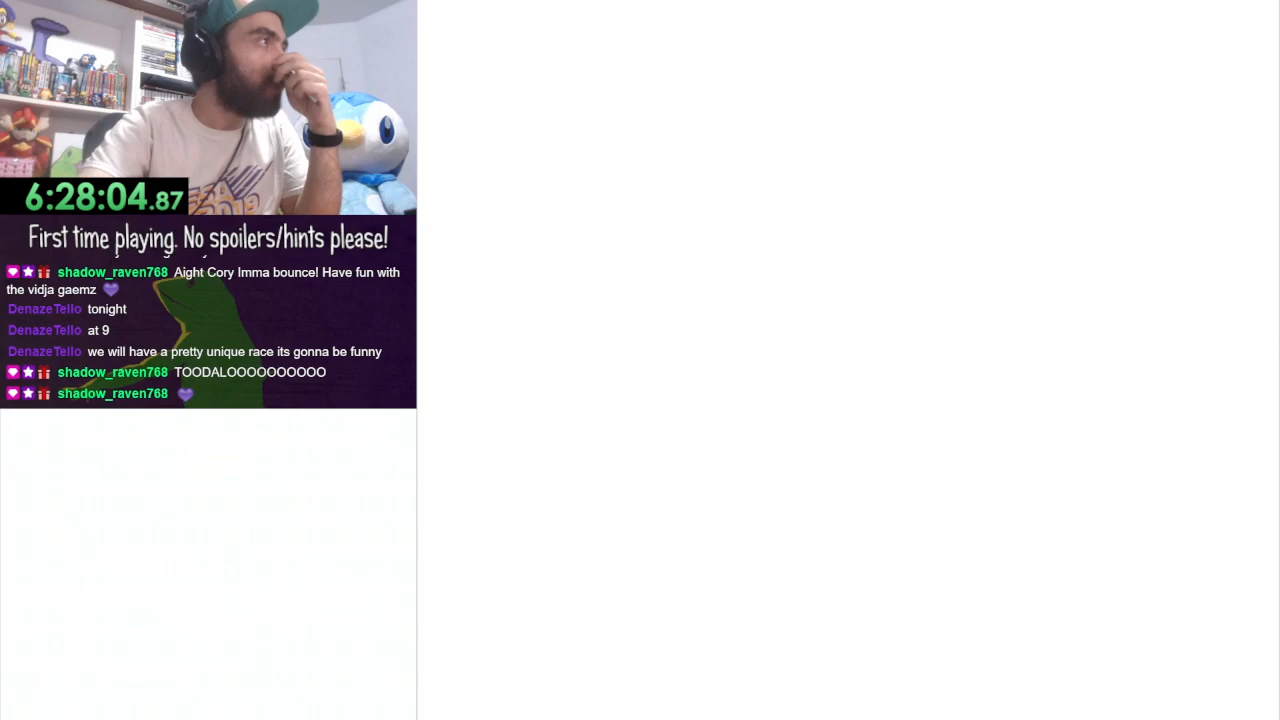 6:28:04.87
First time playing. No spoilers/hints please!
shadow_raven768 Aight Cory Imma bounce! Have fun with
the vidja gaemz
DenazeTello tonight
DenazeTello at 9
DenazeTello we will have a pretty unique race its gonna be funny
shadow_raven768 TOODALOOOOOOOOOO
shadow_raven768